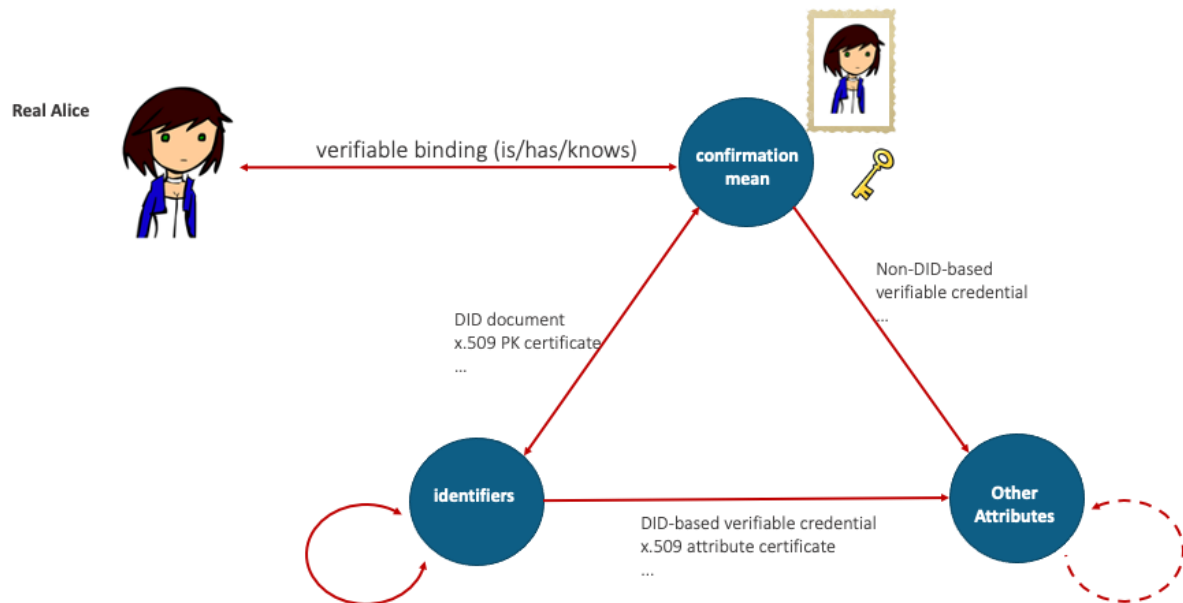 Real Alice
verifiable binding (is/has/knows)
confirmation
mean
Non-DID-based
verifiable credential
...
DID document
x.509 PK certificate
...
identifiers
Other
Attributes
DID-based verifiable credential
x.509 attribute certificate
...